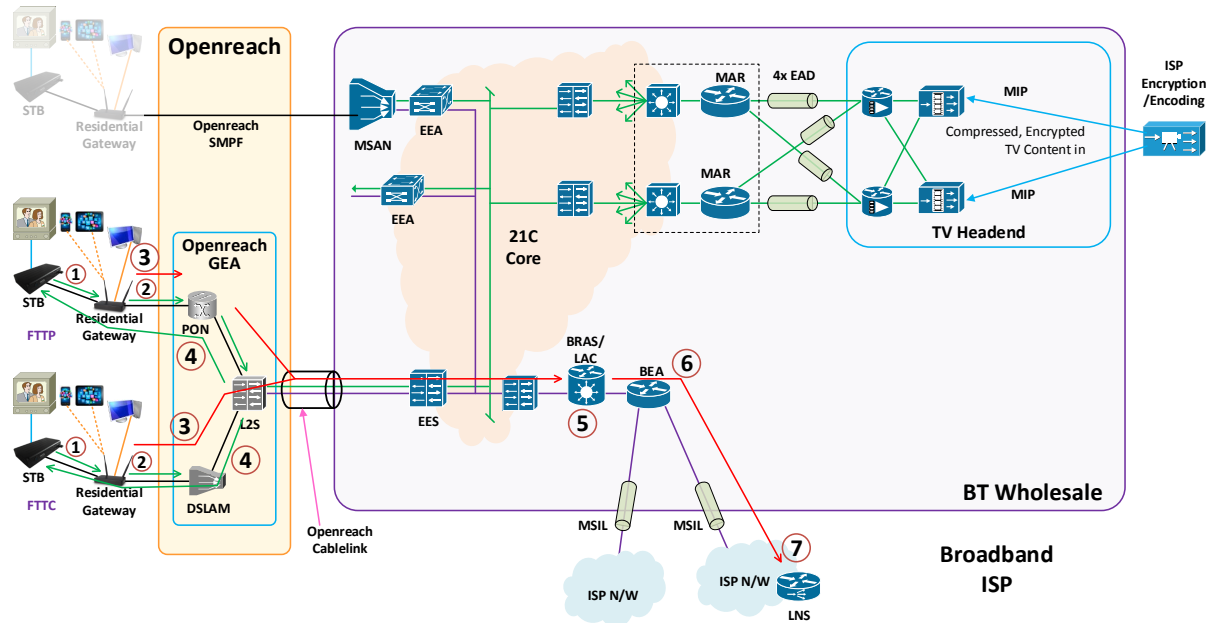 Openreach
STB
Residential
Gateway
Openreach
SMPF
MSAN
EEA
EEA
21C
Core
MAR
MAR
4x EAD
TV Headend
MIP
Compressed, Encrypted
TV Content in
MIP
ISP
Encryption
/Encoding
Openreach
GEA
STB
1
2
3
Residential
Gateway
FTTP
PON
4
L2S
STB
1
2
3
Residential
Gateway
FTTC
4
DSLAM
Openreach
Cablelink
EES
BRAS/
LAC
5
BEA
6
BT Wholesale
MSIL
MSIL
ISP N/W
ISP N/W
7
LNS
Broadband
ISP